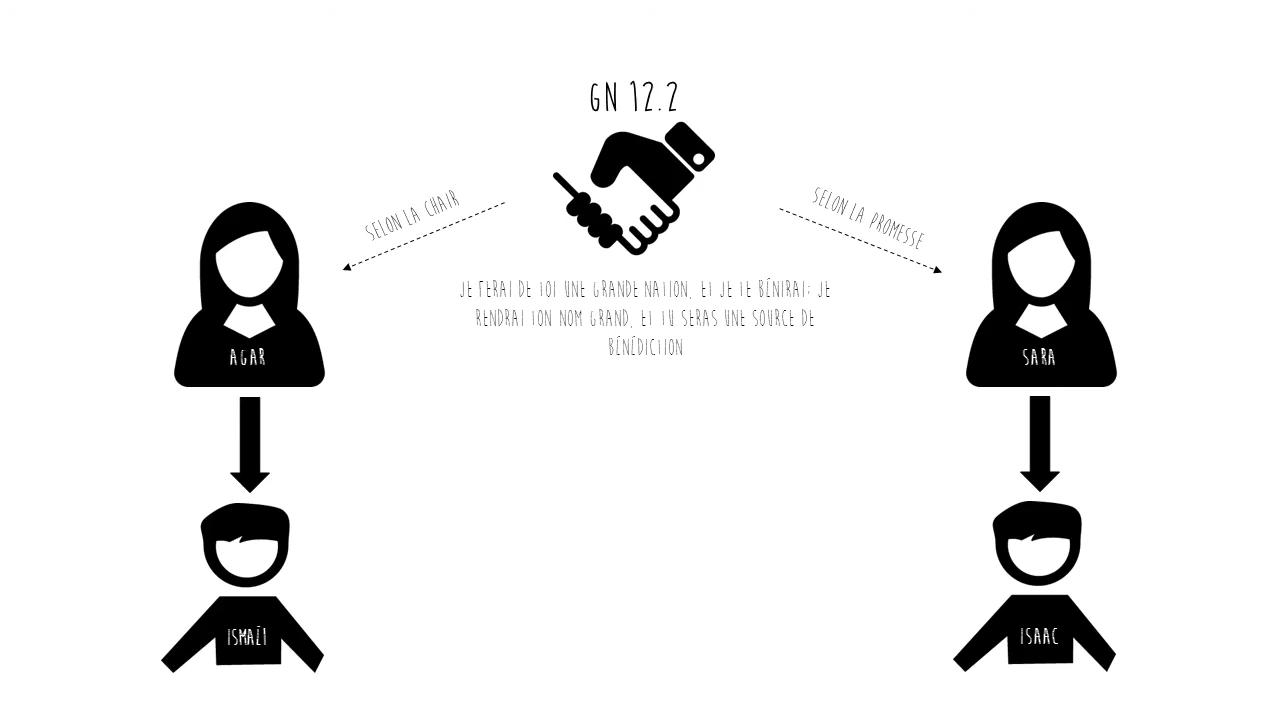 GN 12.2
SELON LA CHAIR
SELON LA PROMESSE
JE FERAI DE TOI UNE GRANDE NATION, ET JE TE BÉNIRAI; JE
RENDRAI TON NOM GRAND, ET TU SERAS UNE SOURCE DE
BÉNÉDICTION
AGAR
SARA
ISMAËL
ISAAC